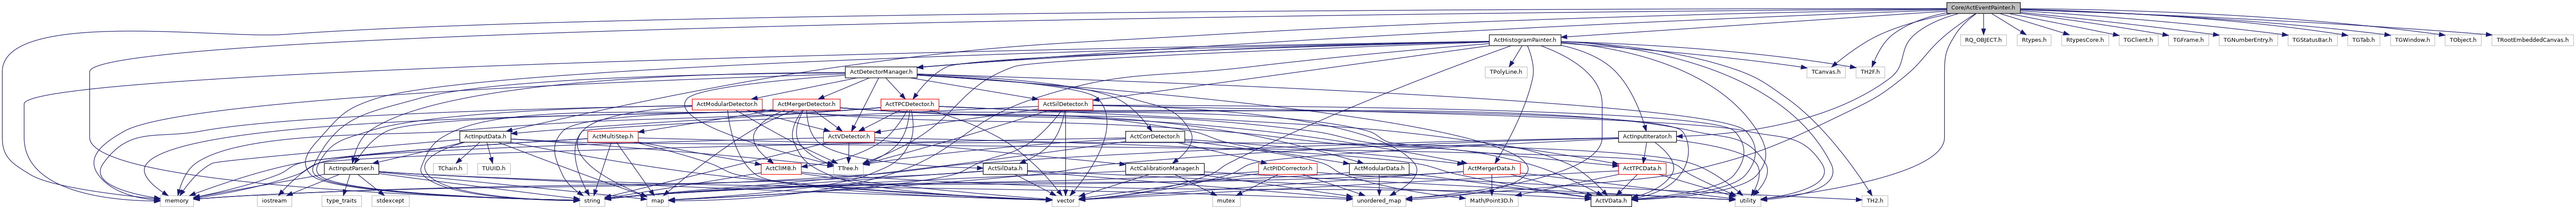 Core/ActEventPainter.h
ActHistogramPainter.h
RQ_OBJECT.h
Rtypes.h
RtypesCore.h
TGClient.h
TGFrame.h
TGNumberEntry.h
TGStatusBar.h
TGTab.h
TGWindow.h
TObject.h
TRootEmbeddedCanvas.h
ActDetectorManager.h
TPolyLine.h
TCanvas.h
TH2F.h
ActModularDetector.h
ActMergerDetector.h
ActTPCDetector.h
ActSilDetector.h
ActInputData.h
ActMultiStep.h
ActVDetector.h
ActCorrDetector.h
ActInputIterator.h
ActInputParser.h
TChain.h
TUUID.h
ActClIMB.h
TTree.h
ActSilData.h
ActCalibrationManager.h
ActPIDCorrector.h
ActModularData.h
ActMergerData.h
ActTPCData.h
memory
iostream
type_traits
stdexcept
string
map
vector
mutex
unordered_map
Math/Point3D.h
ActVData.h
utility
TH2.h